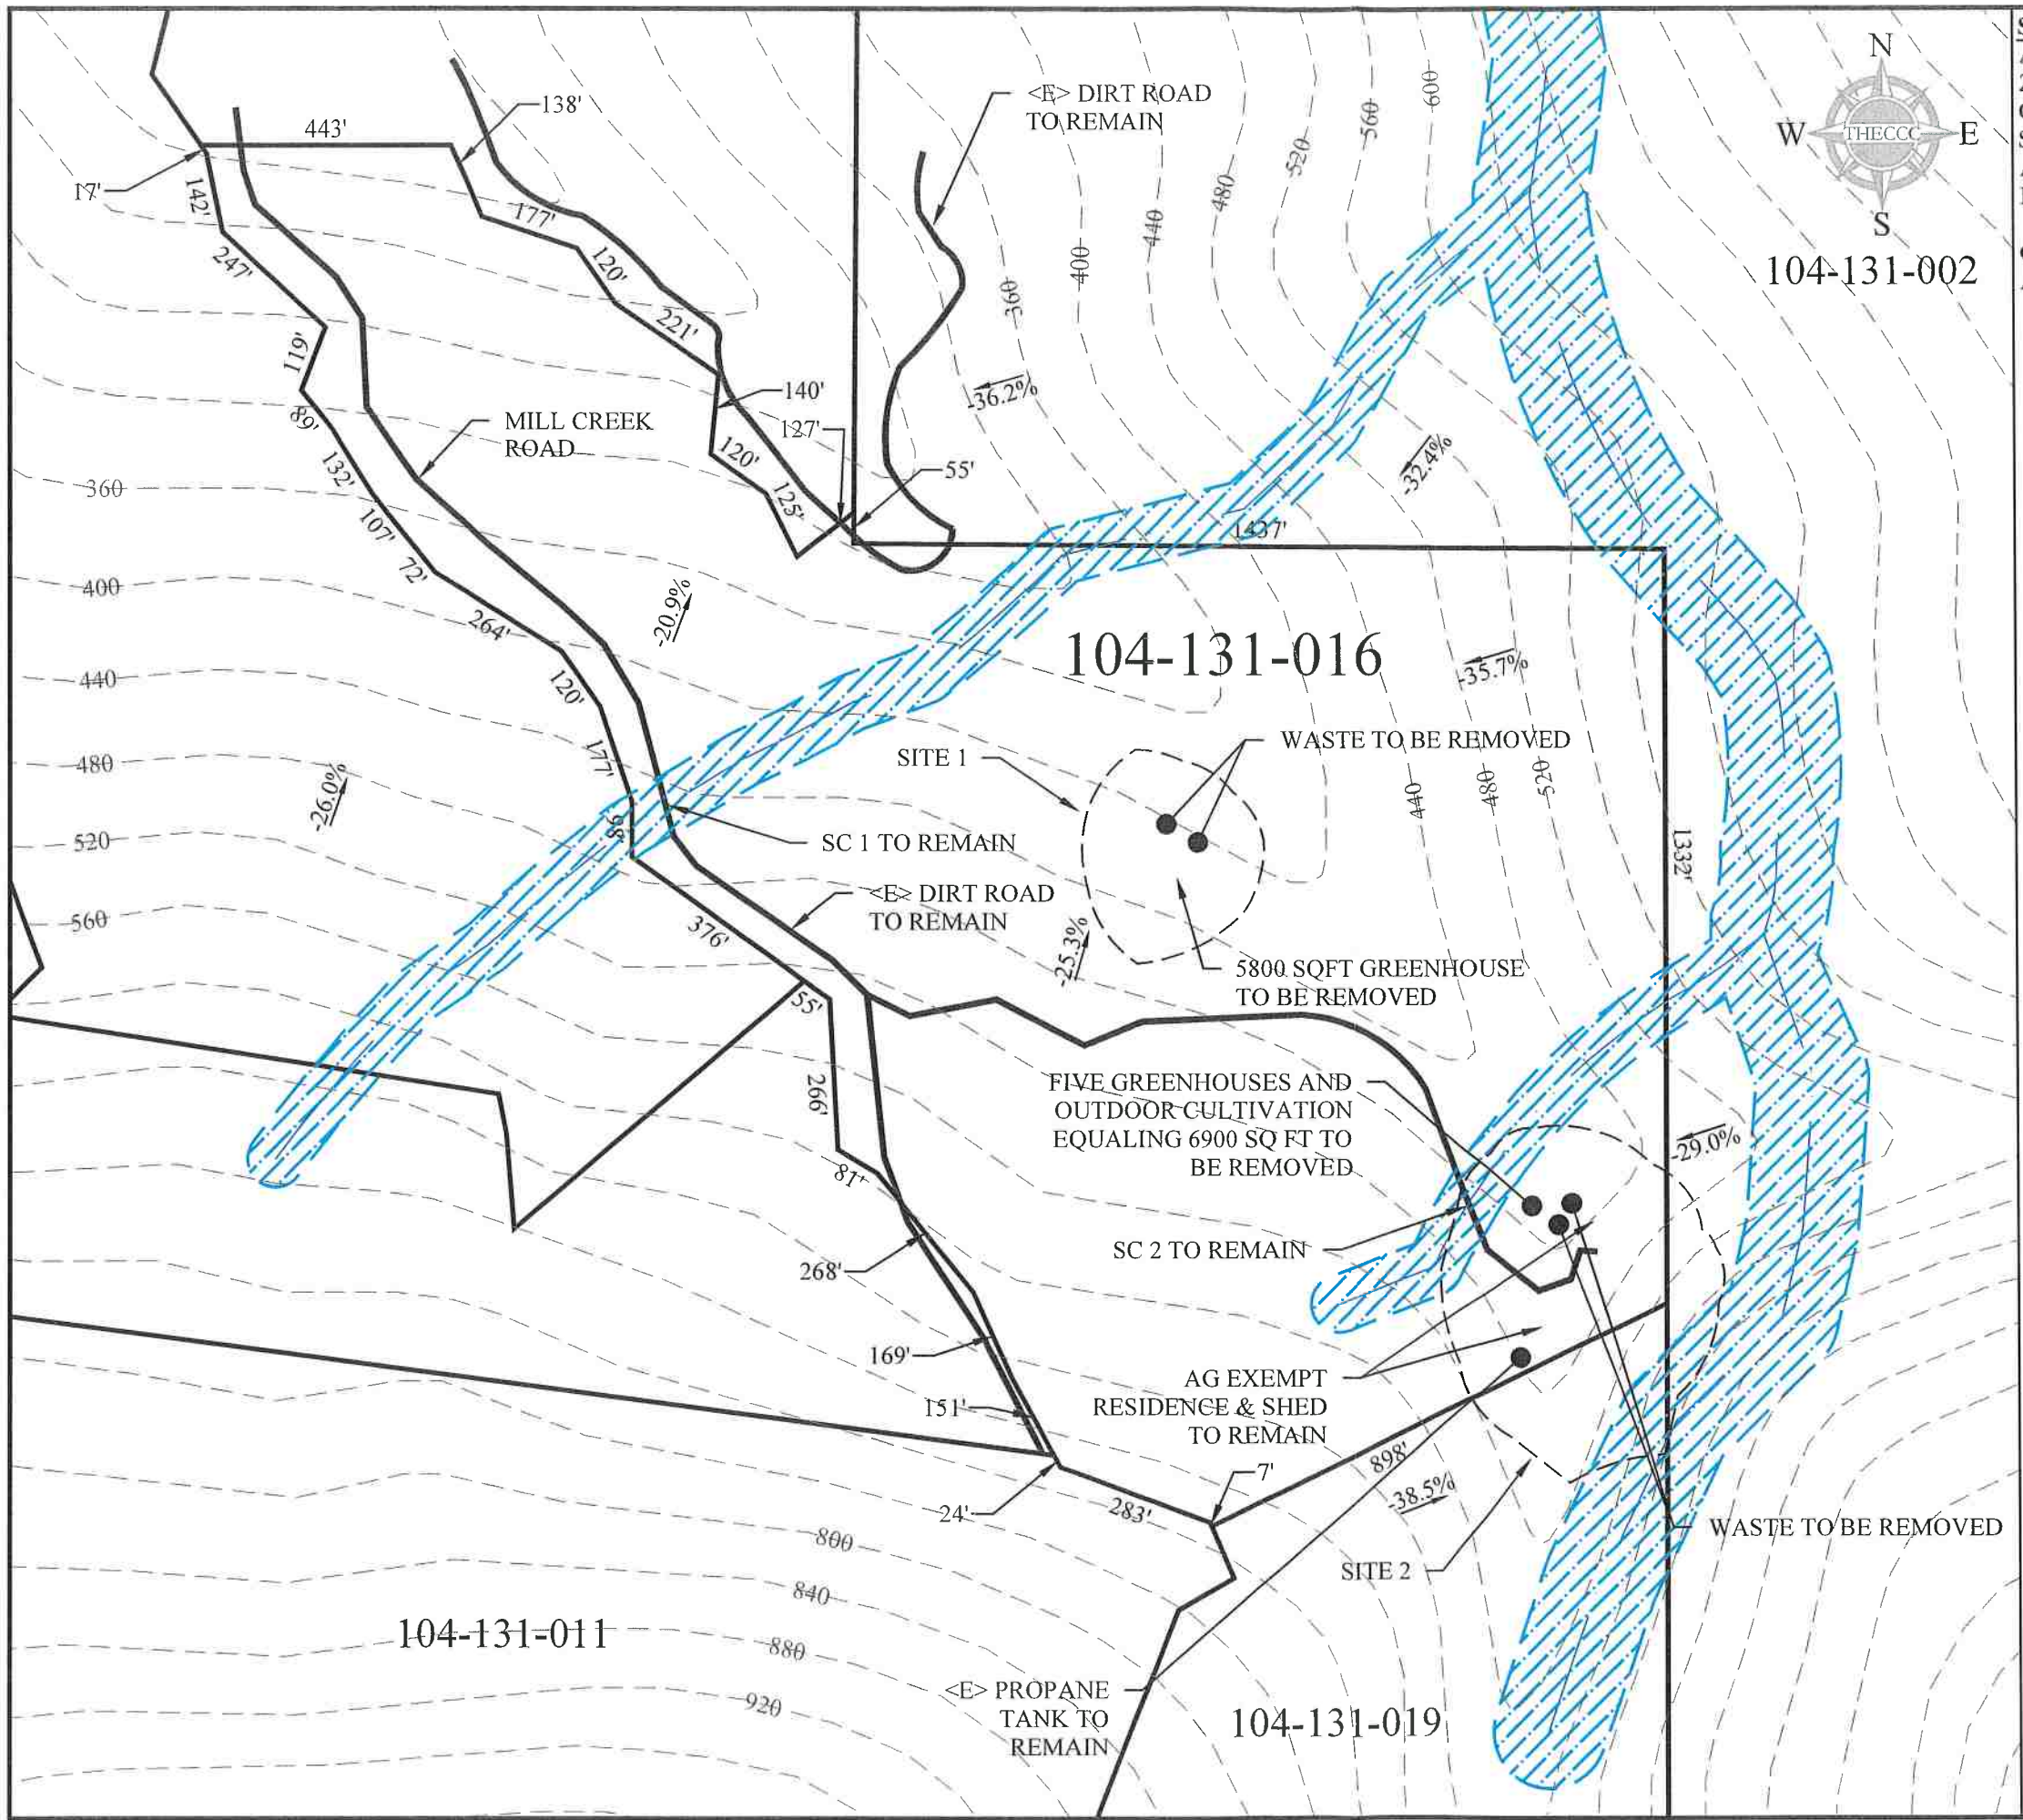 N
W THECCC E
S
104-131-002
<E> DIRT ROAD
TO REMAIN
600
560
520
480
440
400
360
138'
443'
17'
142'
177'
247'
120'
221'
119'
140'
127'
89'
120'
55'
125'
132'
107'
72'
MILL CREEK
ROAD
-36.2%
-32.4%
1437'
360
400
440
480
520
560
264'
-20.9%
120'
177'
98'
-26.0%
104-131-016
-35.7%
WASTE TO BE REMOVED
SITE 1
440
480
520
1332'
SC 1 TO REMAIN
<E> DIRT ROAD
TO REMAIN
376'
-25.3%
5800 SQFT GREENHOUSE
TO BE REMOVED
55'
266'
81'
FIVE GREENHOUSES AND
OUTDOOR CULTIVATION
EQUALING 6900 SQ FT TO
BE REMOVED
-29.0%
SC 2 TO REMAIN
268'
169'
151'
AG EXEMPT
RESIDENCE & SHED
TO REMAIN
898'
7'
-38.5%
24'
283'
WASTE TO BE REMOVED
SITE 2
800
840
880
920
104-131-011
<E> PROPANE
TANK TO
REMAIN
104-131-019